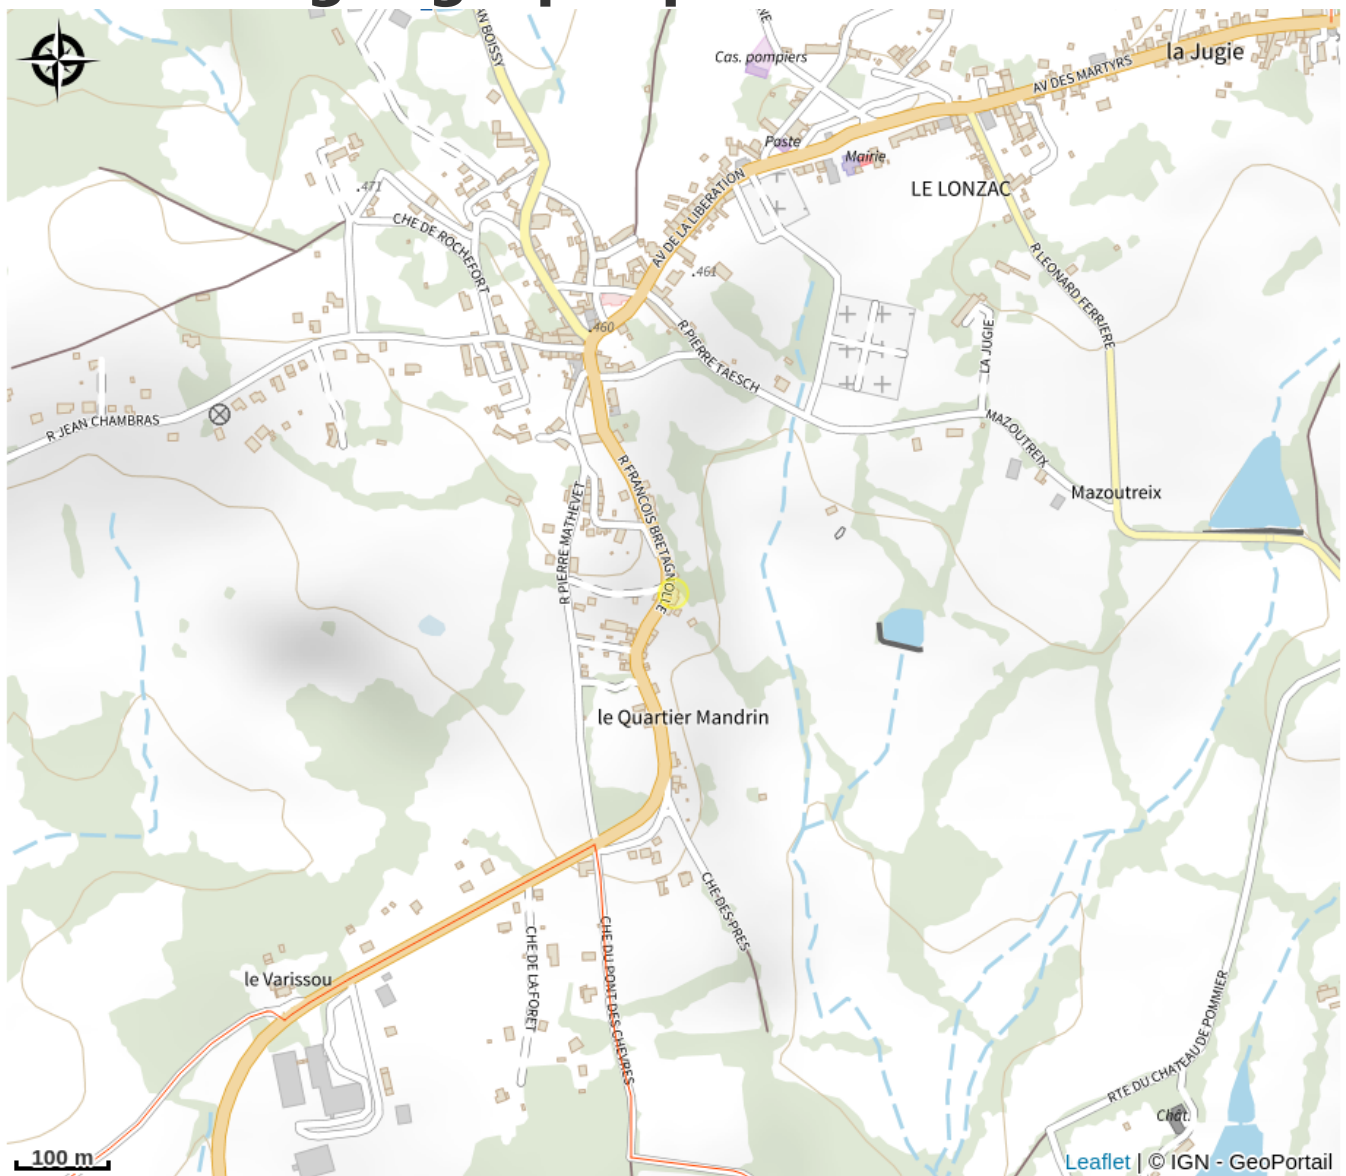 AN BOISSY
NE
Cas. pompiers
la Jugie
AV DES MARTYRS
Poste
Mairie
LE LONZAC
.471
CHE DE ROCHEFORT
AV DE LA LIBERATION
.461
R LEONARD FERRIERE
.460
R PIERRE TAESCH
LA JUGIE
R JEAN CHAMBRAS
MAZOUTREIX
R FRANCOIS BRETAGNOLLE
Mazoutreix
R PIERRE MATHEVET
le Quartier Mandrin
CHE DES PRES
le Varissou
CHE DE LA FORET
CHE DU PONT DES CHEVRES
RTE DU CHATEAU DE POMMIER
Chât.
100 m
Leaflet | © IGN - GeoPortail